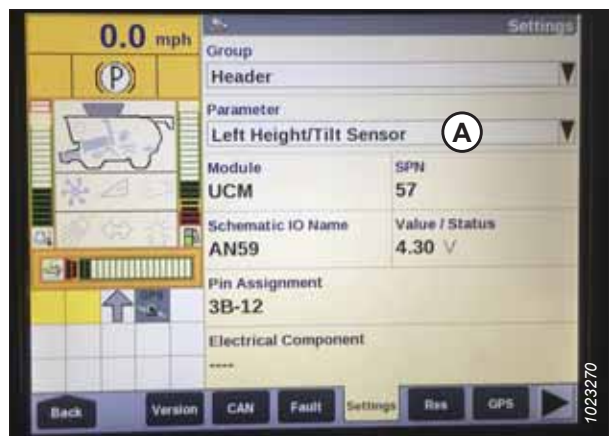 0.0 mph
Settings
Group
Header
Parameter
Left Height/Tilt Sensor
A
Module
SPN
UCM
57
Schematic IO Name
Value / Status
AN59
4.30 V
Pin Assignment
3B-12
Electrical Component
----
(P)
Back
Version
CAN
Fault
Settings
Res
GPS
1023270